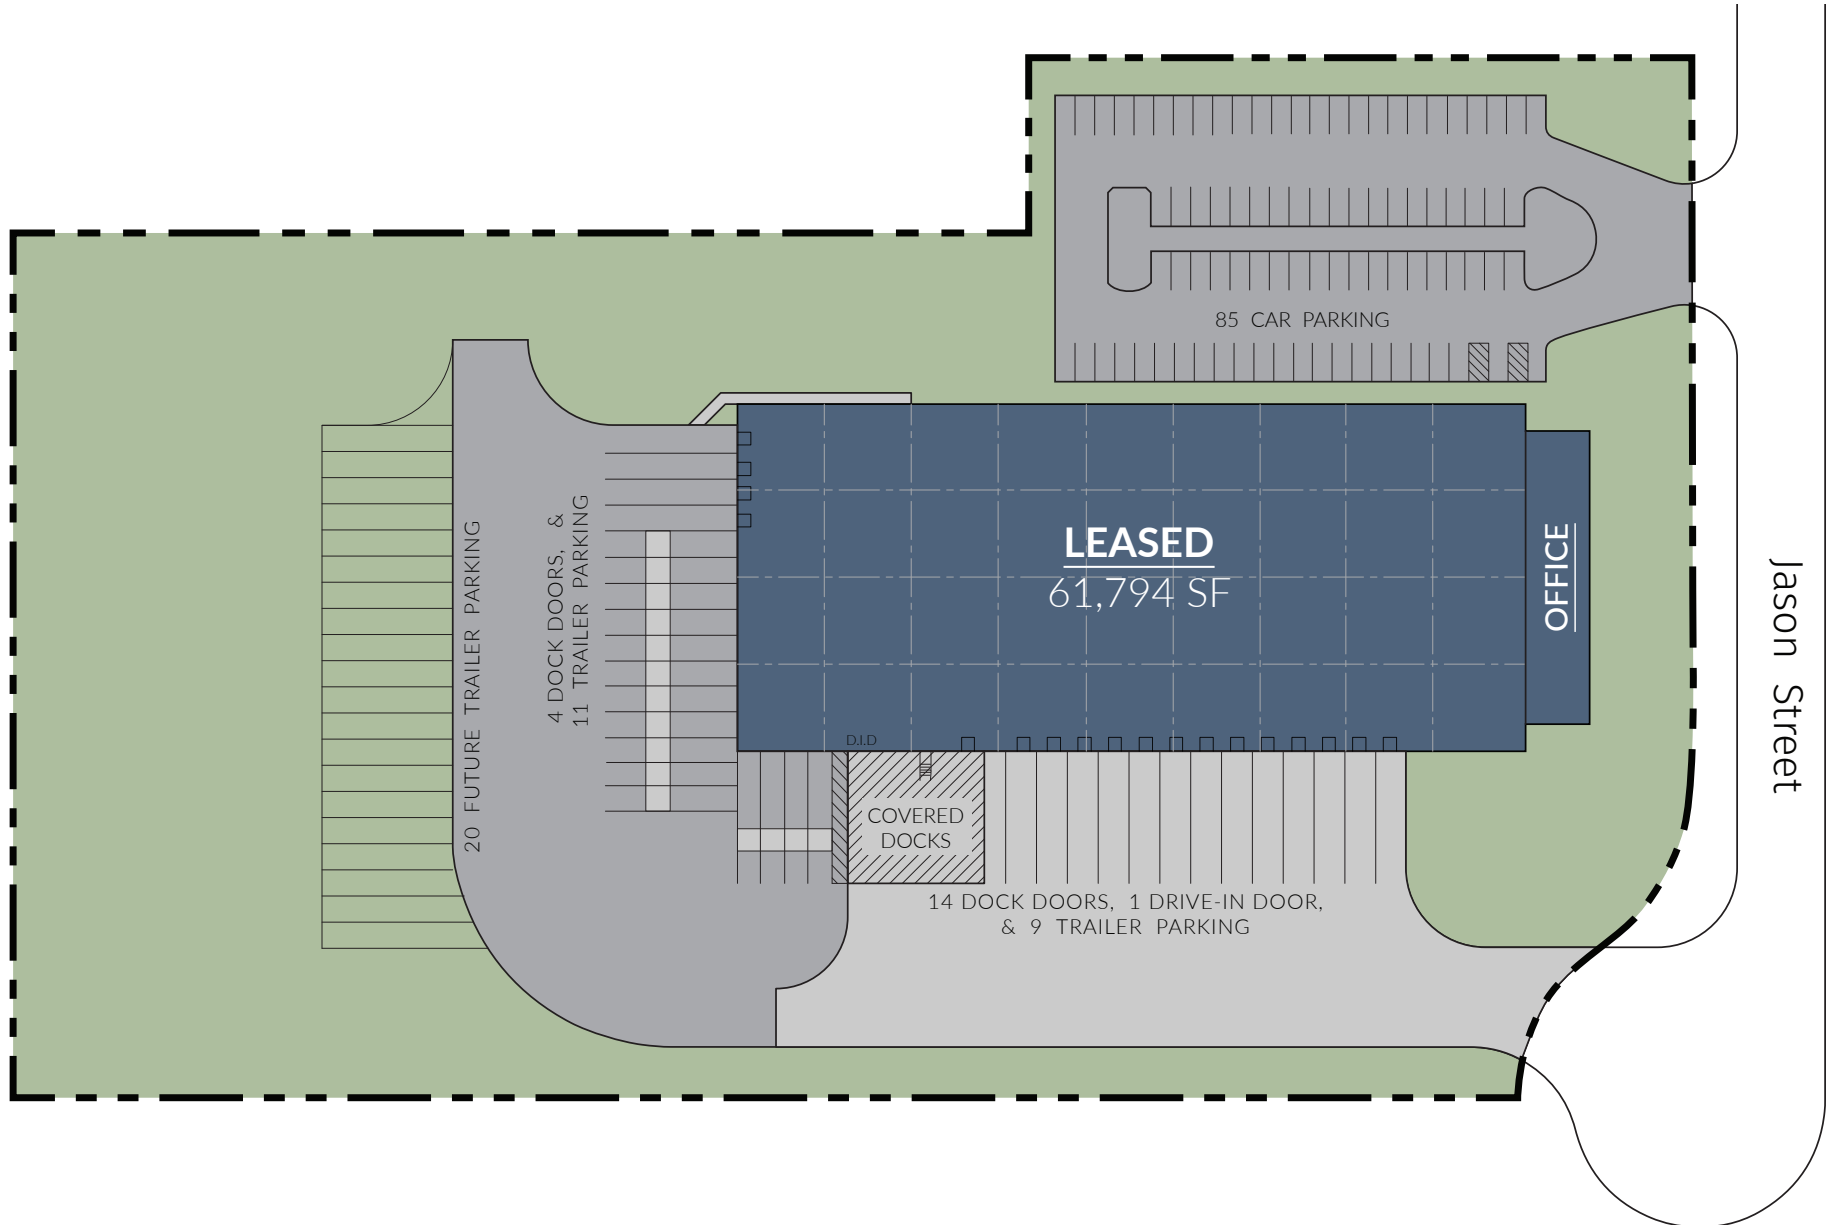 85 CAR PARKING
20 FUTURE TRAILER PARKING
4 DOCK DOORS, &
11 TRAILER PARKING
LEASED
61,794 SF
OFFICE
Jason Street
D.I.D
COVERED
DOCKS
14 DOCK DOORS, 1 DRIVE-IN DOOR,
& 9 TRAILER PARKING